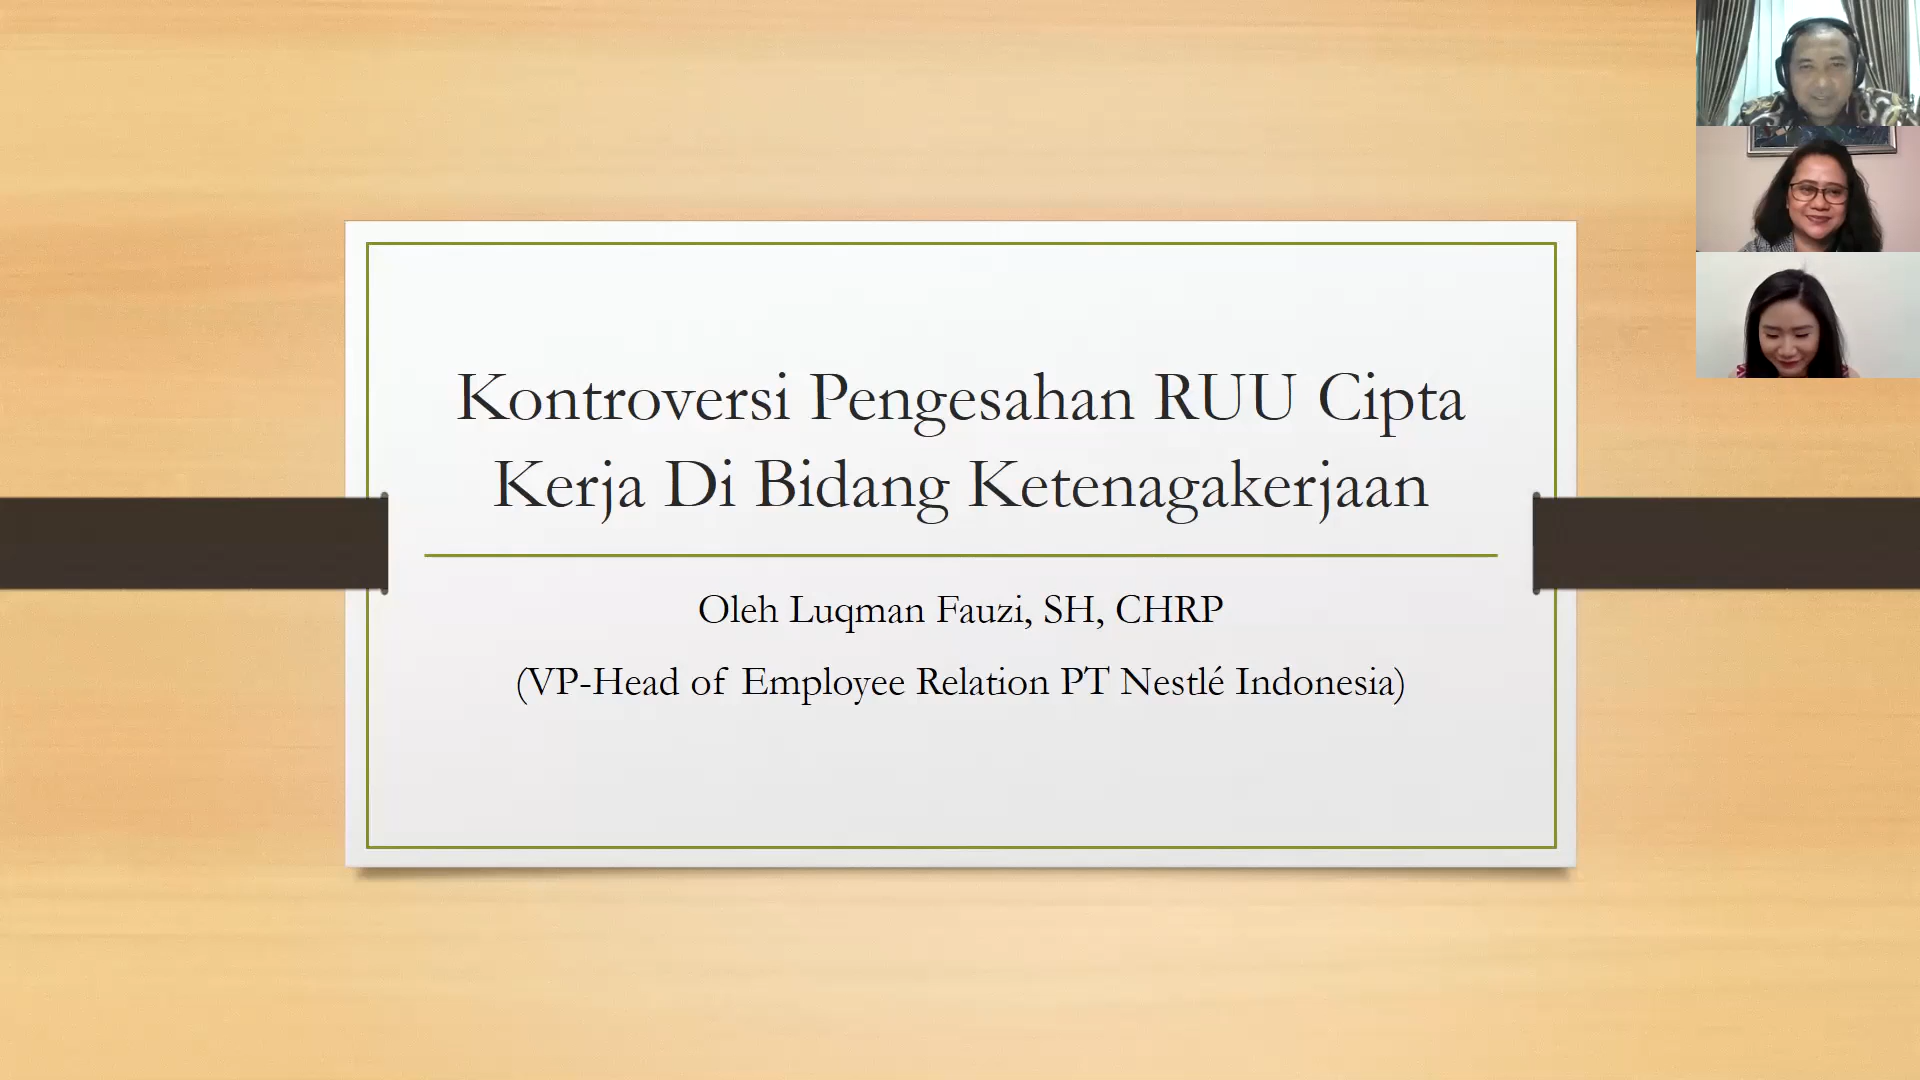 Kontroversi Pengesahan RUU Cipta
Kerja Di Bidang Ketenagakerjaan
Oleh Luqman Fauzi, SH, CHRP
(VP-Head of Employee Relation PT Nestlé Indonesia)